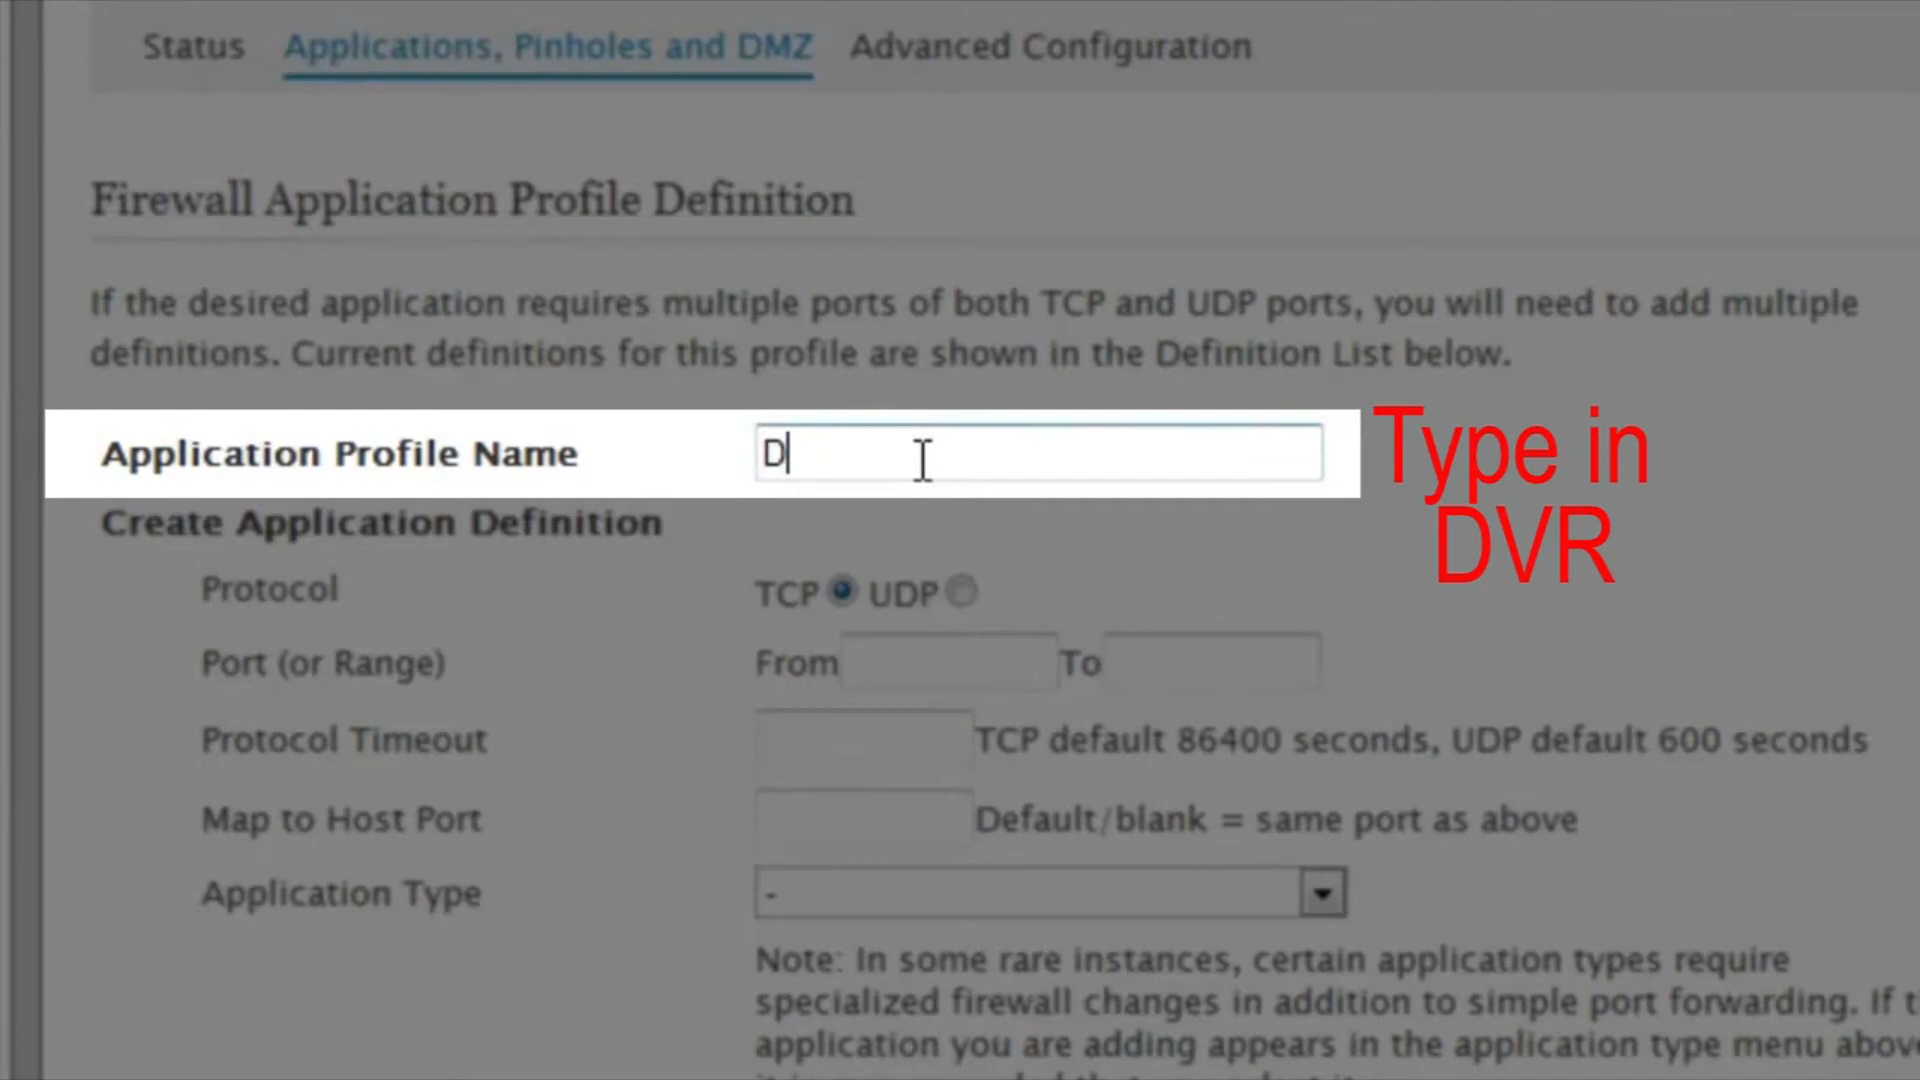 Status Applications, Pinholes and DMZ Advanced Configuration
Firewall Application Profile Definition
If the desired application requires multiple ports of both TCP and UDP ports, you will need to add multiple
definitions. Current definitions for this profile are shown in the Definition List below.
Application Profile Name D
Type in
DVR
Create Application Definition
Protocol TCP UDP
Port (or Range) From To
Protocol Timeout TCP default 86400 seconds, UDP default 600 seconds
Map to Host Port Default/blank = same port as above
Application Type -
Note: In some rare instances, certain application types require
specialized firewall changes in addition to simple port forwarding. If
application you are adding appears in the application type menu above